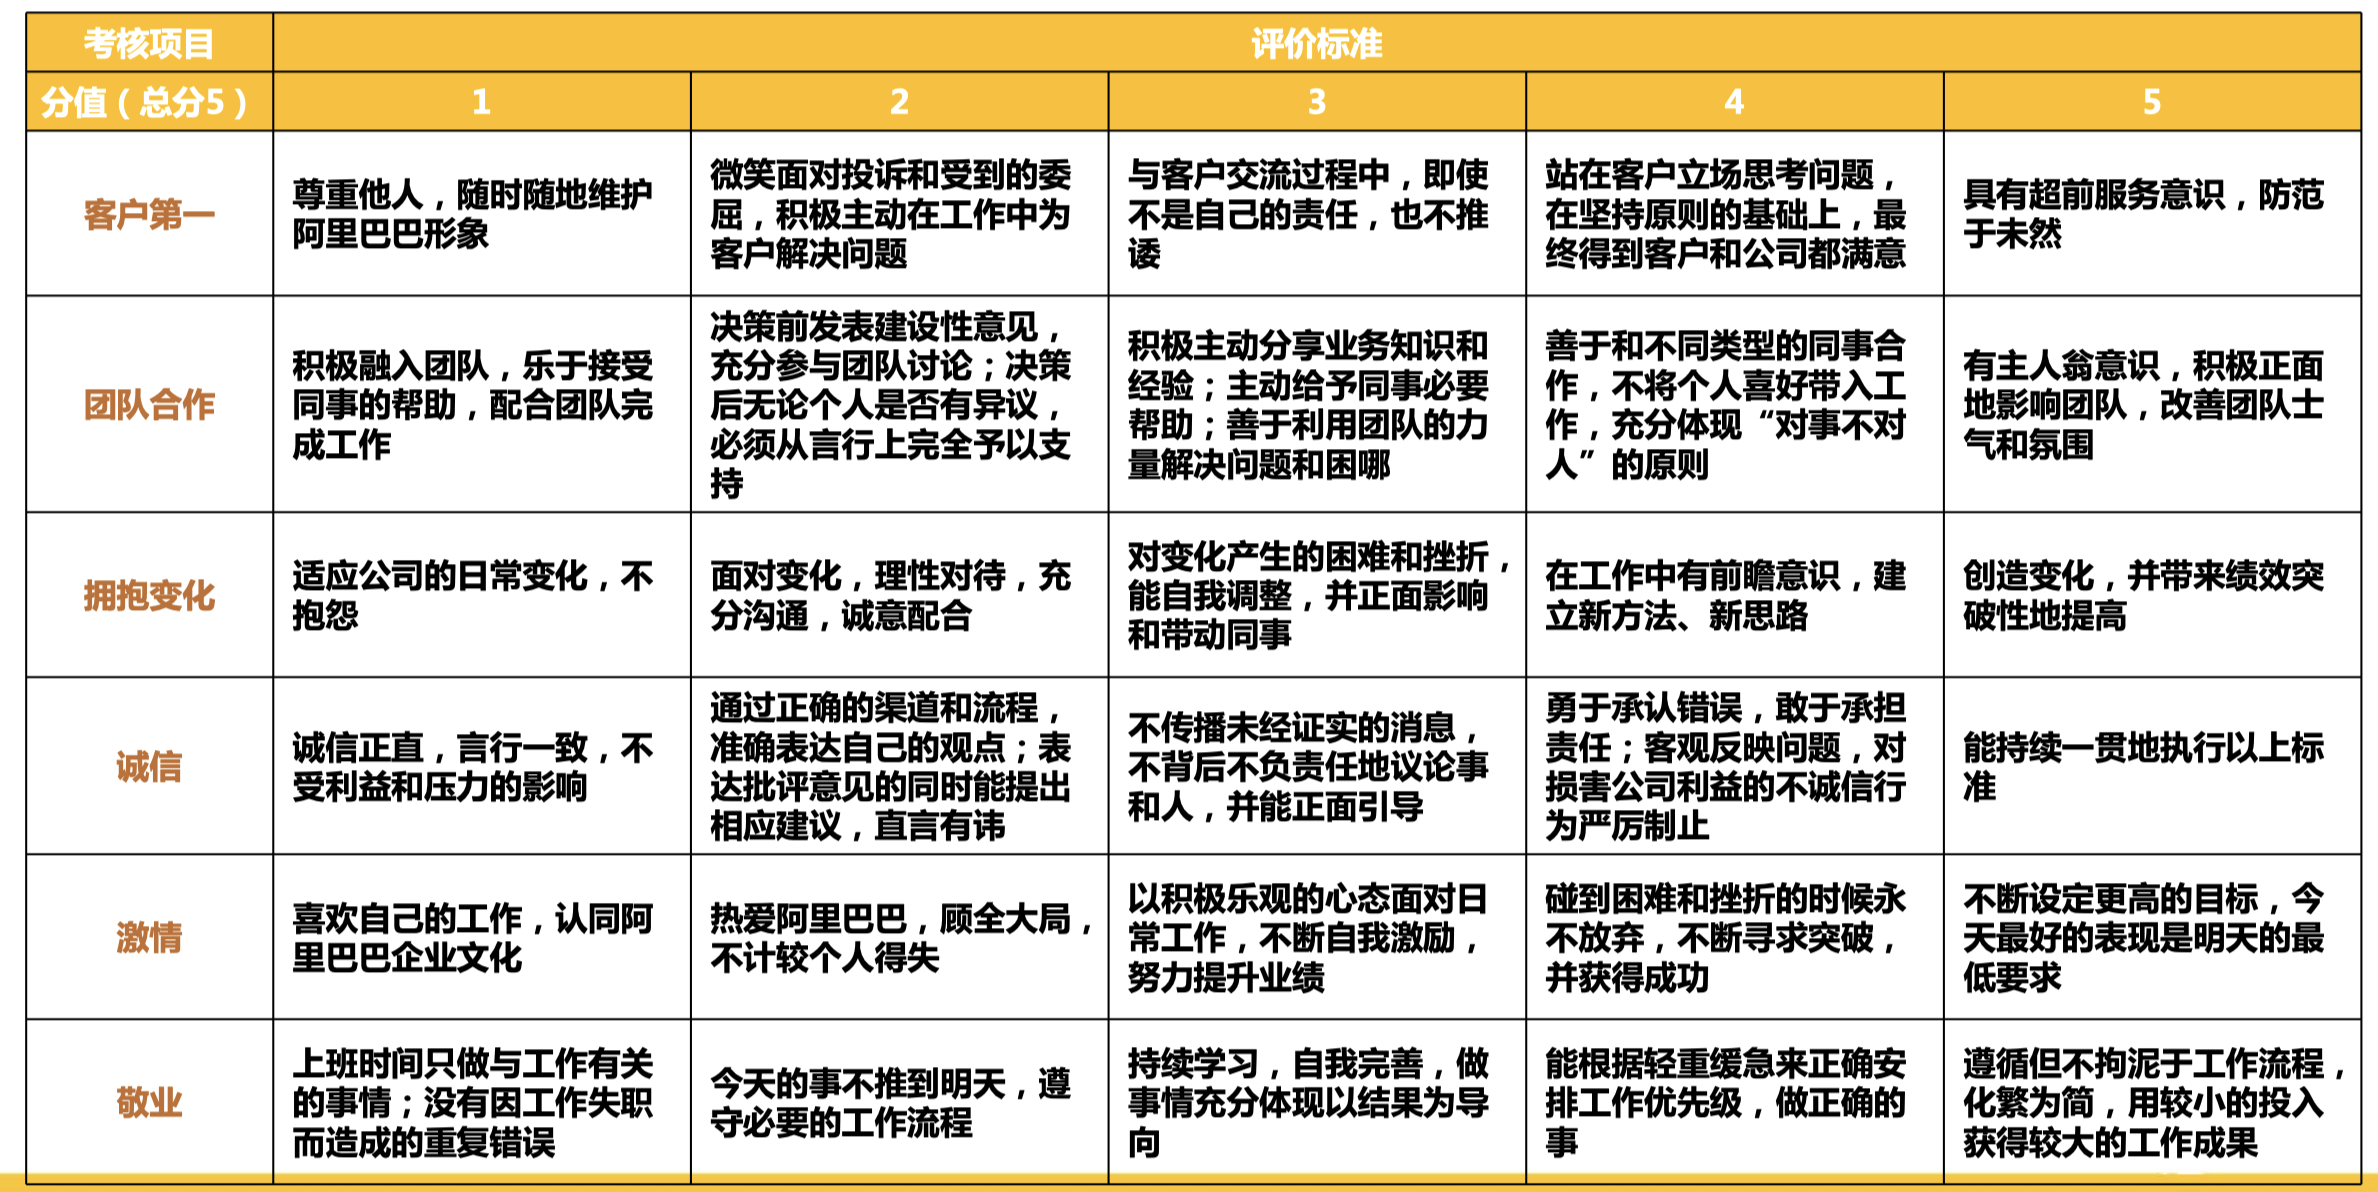 考核项目
评价标准
分值（总分5）
1
2
3
4
5
客户第一
尊重他人，随时随地维护
阿里巴巴形象
微笑面对投诉和受到的委
屈，积极主动在工作中为
客户解决问题
与客户交流过程中，即使
不是自己的责任，也不推
诿
站在客户立场思考问题，
在坚持原则的基础上，最
终得到客户和公司都满意
具有超前服务意识，防范
于未然
团队合作
积极融入团队，乐于接受
同事的帮助，配合团队完
成工作
决策前发表建设性意见，
充分参与团队讨论；决策
后无论个人是否有异议，
必须从言行上完全予以支
持
积极主动分享业务知识和
经验；主动给予同事必要
帮助；善于利用团队的力
量解决问题和困哪
善于和不同类型的同事合
作，不将个人喜好带入工
作，充分体现“对事不对
人”的原则
有主人翁意识，积极正面
地影响团队，改善团队士
气和氛围
拥抱变化
适应公司的日常变化，不
抱怨
面对变化，理性对待，充
分沟通，诚意配合
对变化产生的困难和挫折，
能自我调整，并正面影响
和带动同事
在工作中有前瞻意识，建
立新方法、新思路
创造变化，并带来绩效突
破性地提高
诚信
诚信正直，言行一致，不
受利益和压力的影响
通过正确的渠道和流程，
准确表达自己的观点；表
达批评意见的同时能提出
相应建议，直言有讳
不传播未经证实的消息，
不背后不负责任地议论事
和人，并能正面引导
勇于承认错误，敢于承担
责任；客观反映问题，对
损害公司利益的不诚信行
为严厉制止
能持续一贯地执行以上标
准
激情
喜欢自己的工作，认同阿
里巴巴企业文化
热爱阿里巴巴，顾全大局，
不计较个人得失
以积极乐观的心态面对日
常工作，不断自我激励，
努力提升业绩
碰到困难和挫折的时候永
不放弃，不断寻求突破，
并获得成功
不断设定更高的目标，今
天最好的表现是明天的最
低要求
敬业
上班时间只做与工作有关
的事情；没有因工作失职
而造成的重复错误
今天的事不推到明天，遵
守必要的工作流程
持续学习，自我完善，做
事情充分体现以结果为导
向
能根据轻重缓急来正确安
排工作优先级，做正确的
事
遵循但不拘泥于工作流程，
化繁为简，用较小的投入
获得较大的工作成果